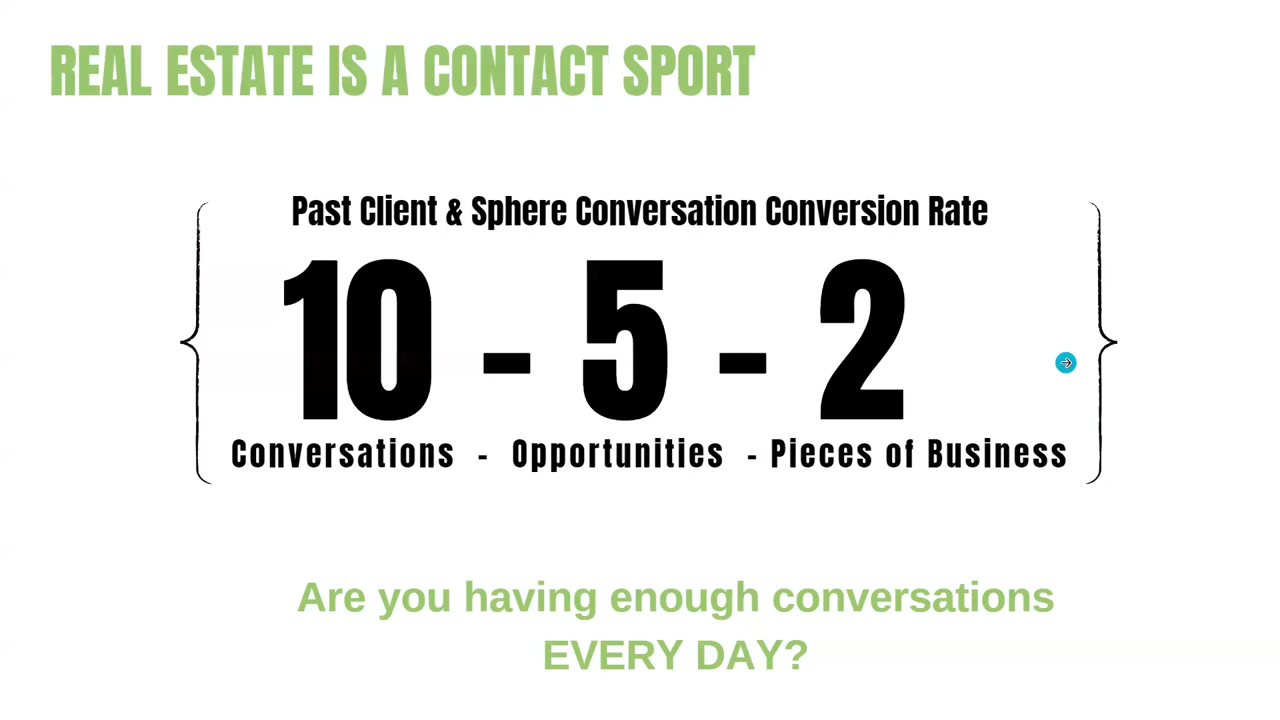 REAL ESTATE IS A CONTACT SPORT
Past Client & Sphere Conversation Conversion Rate
10 - 5 - 2
Conversations - Opportunities - Pieces of Business
Are you having enough conversations
EVERY DAY?